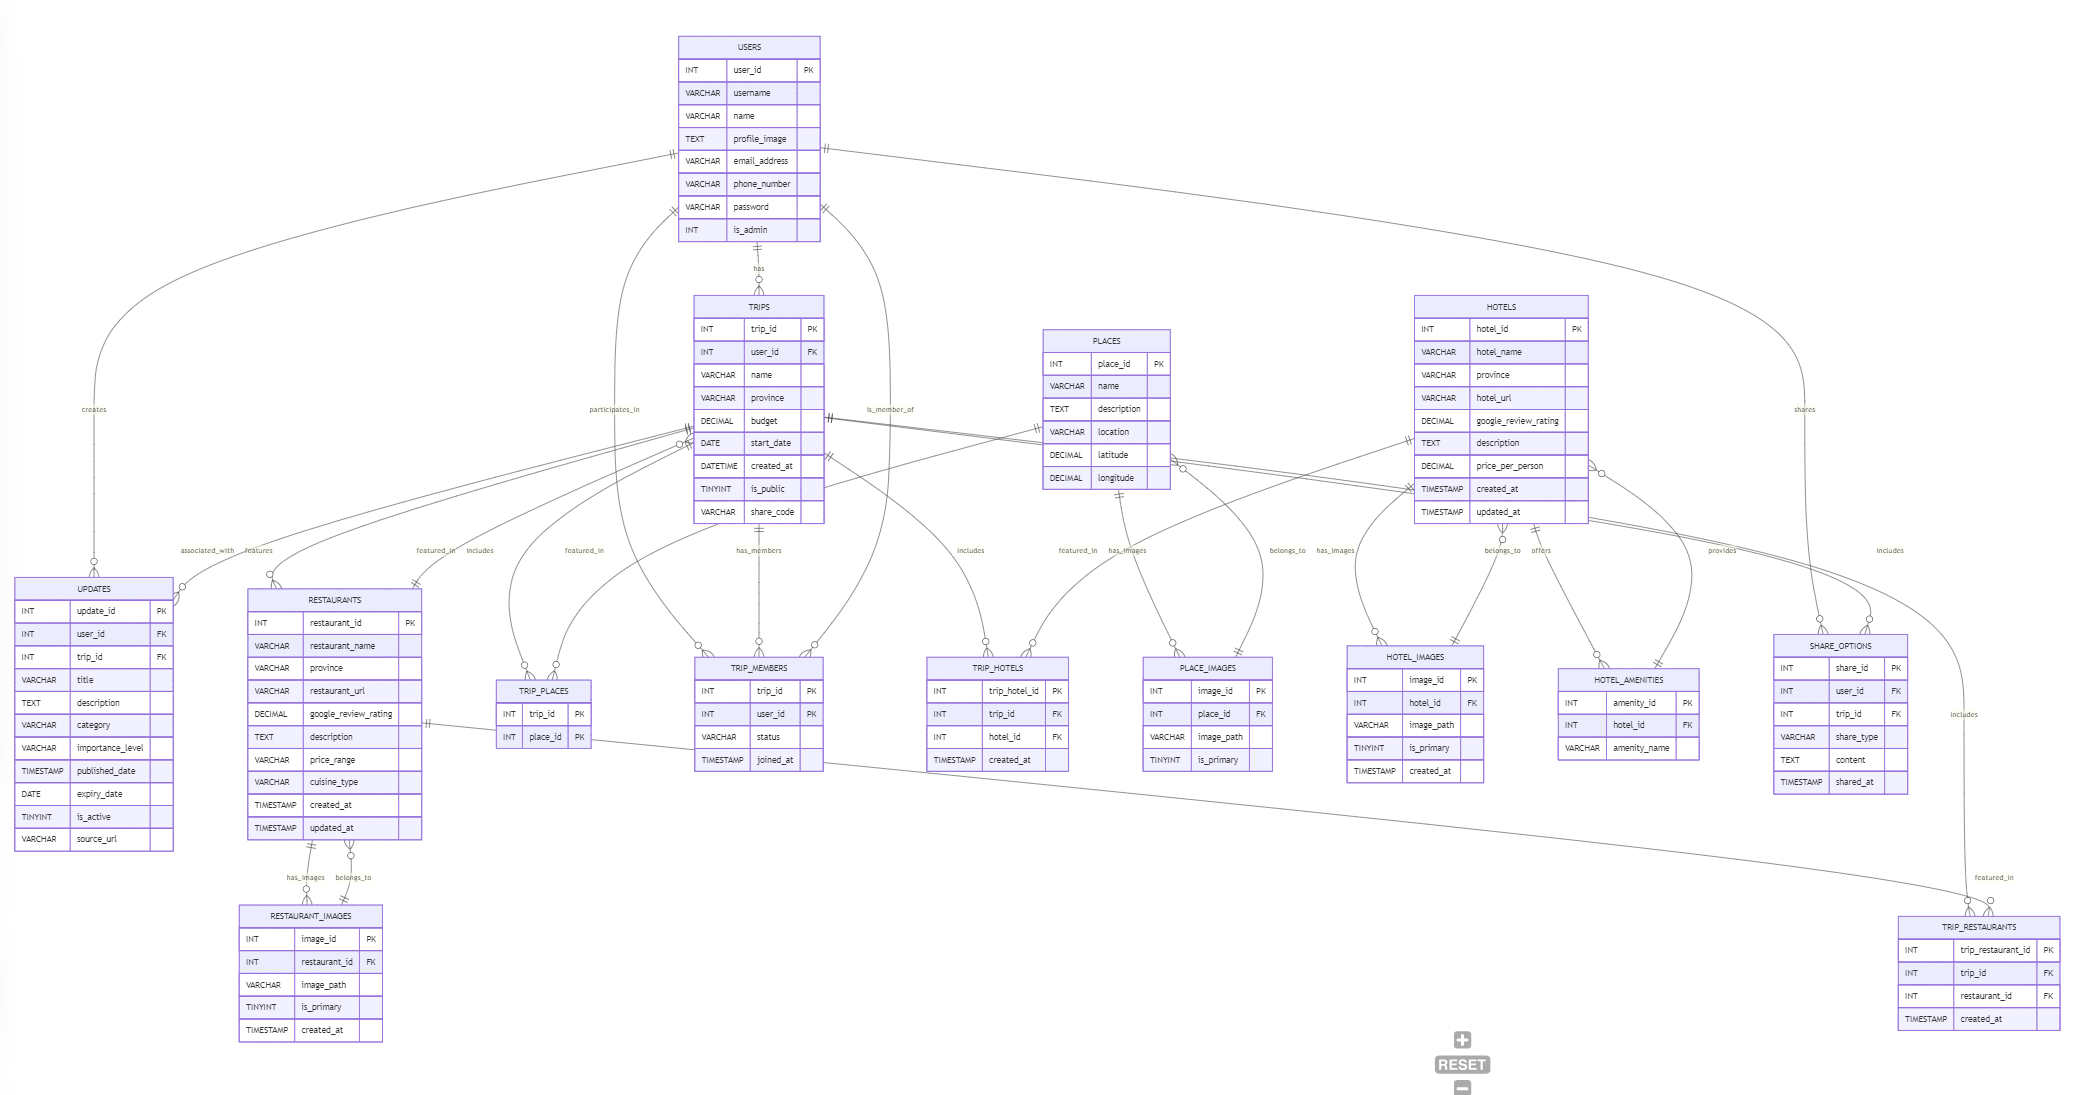 USERS
INT user_id PK
VARCHAR username
VARCHAR name
TEXT profile_image
VARCHAR email_address
VARCHAR phone_number
VARCHAR password
INT is_admin
has
TRIPS
INT trip_id PK
INT user_id FK
VARCHAR name
VARCHAR province
DECIMAL budget
DATE start_date
DATETIME created_at
TINYINT is_public
VARCHAR share_code
PLACES
INT place_id PK
VARCHAR name
TEXT description
VARCHAR location
DECIMAL latitude
DECIMAL longitude
HOTELS
INT hotel_id PK
VARCHAR hotel_name
VARCHAR province
VARCHAR hotel_url
DECIMAL google_review_rating
TEXT description
DECIMAL price_per_person
TIMESTAMP created_at
TIMESTAMP updated_at
creates
participates_in
is_member_of
shares
associated_with
features
featured_in
includes
featured_in
has_members
includes
featured_in
has_images
belongs_to
has_images
belongs_to
offers
provides
includes
UPDATES
INT update_id PK
INT user_id FK
INT trip_id FK
VARCHAR title
TEXT description
VARCHAR category
VARCHAR importance_level
TIMESTAMP published_date
DATE expiry_date
TINYINT is_active
VARCHAR source_url
RESTAURANTS
INT restaurant_id PK
VARCHAR restaurant_name
VARCHAR province
VARCHAR restaurant_url
DECIMAL google_review_rating
TEXT description
VARCHAR price_range
VARCHAR cuisine_type
TIMESTAMP created_at
TIMESTAMP updated_at
TRIP_PLACES
INT trip_id PK
INT place_id PK
TRIP_MEMBERS
INT trip_id PK
INT user_id PK
VARCHAR status
TIMESTAMP joined_at
TRIP_HOTELS
INT trip_hotel_id PK
INT trip_id FK
INT hotel_id FK
TIMESTAMP created_at
PLACE_IMAGES
INT image_id PK
INT place_id FK
VARCHAR image_path
TINYINT is_primary
HOTEL_IMAGES
INT image_id PK
INT hotel_id FK
VARCHAR image_path
TINYINT is_primary
TIMESTAMP created_at
HOTEL_AMENITIES
INT amenity_id PK
INT hotel_id FK
VARCHAR amenity_name
SHARE_OPTIONS
INT share_id PK
INT user_id FK
INT trip_id FK
VARCHAR share_type
TEXT content
TIMESTAMP shared_at
includes
has_images
belongs_to
featured_in
RESTAURANT_IMAGES
INT image_id PK
INT restaurant_id FK
VARCHAR image_path
TINYINT is_primary
TIMESTAMP created_at
TRIP_RESTAURANTS
INT trip_restaurant_id PK
INT trip_id FK
INT restaurant_id FK
TIMESTAMP created_at
RESET